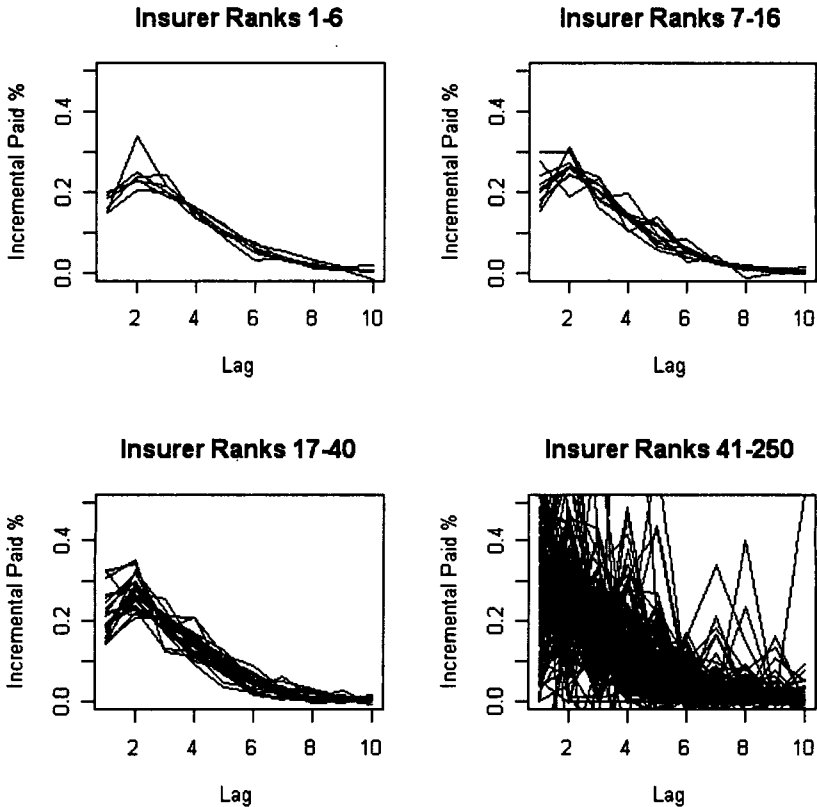 Insurer Ranks 1-6
Incremental Paid %
0.0 0.2 0.4
2 4 6 8 10
Lag
Insurer Ranks 7-16
Incremental Paid %
0.0 0.2 0.4
2 4 6 8 10
Lag
Insurer Ranks 17-40
Incremental Paid %
0.0 0.2 0.4
2 4 6 8 10
Lag
Insurer Ranks 41-250
Incremental Paid %
0.0 0.2 0.4
2 4 6 8 10
Lag